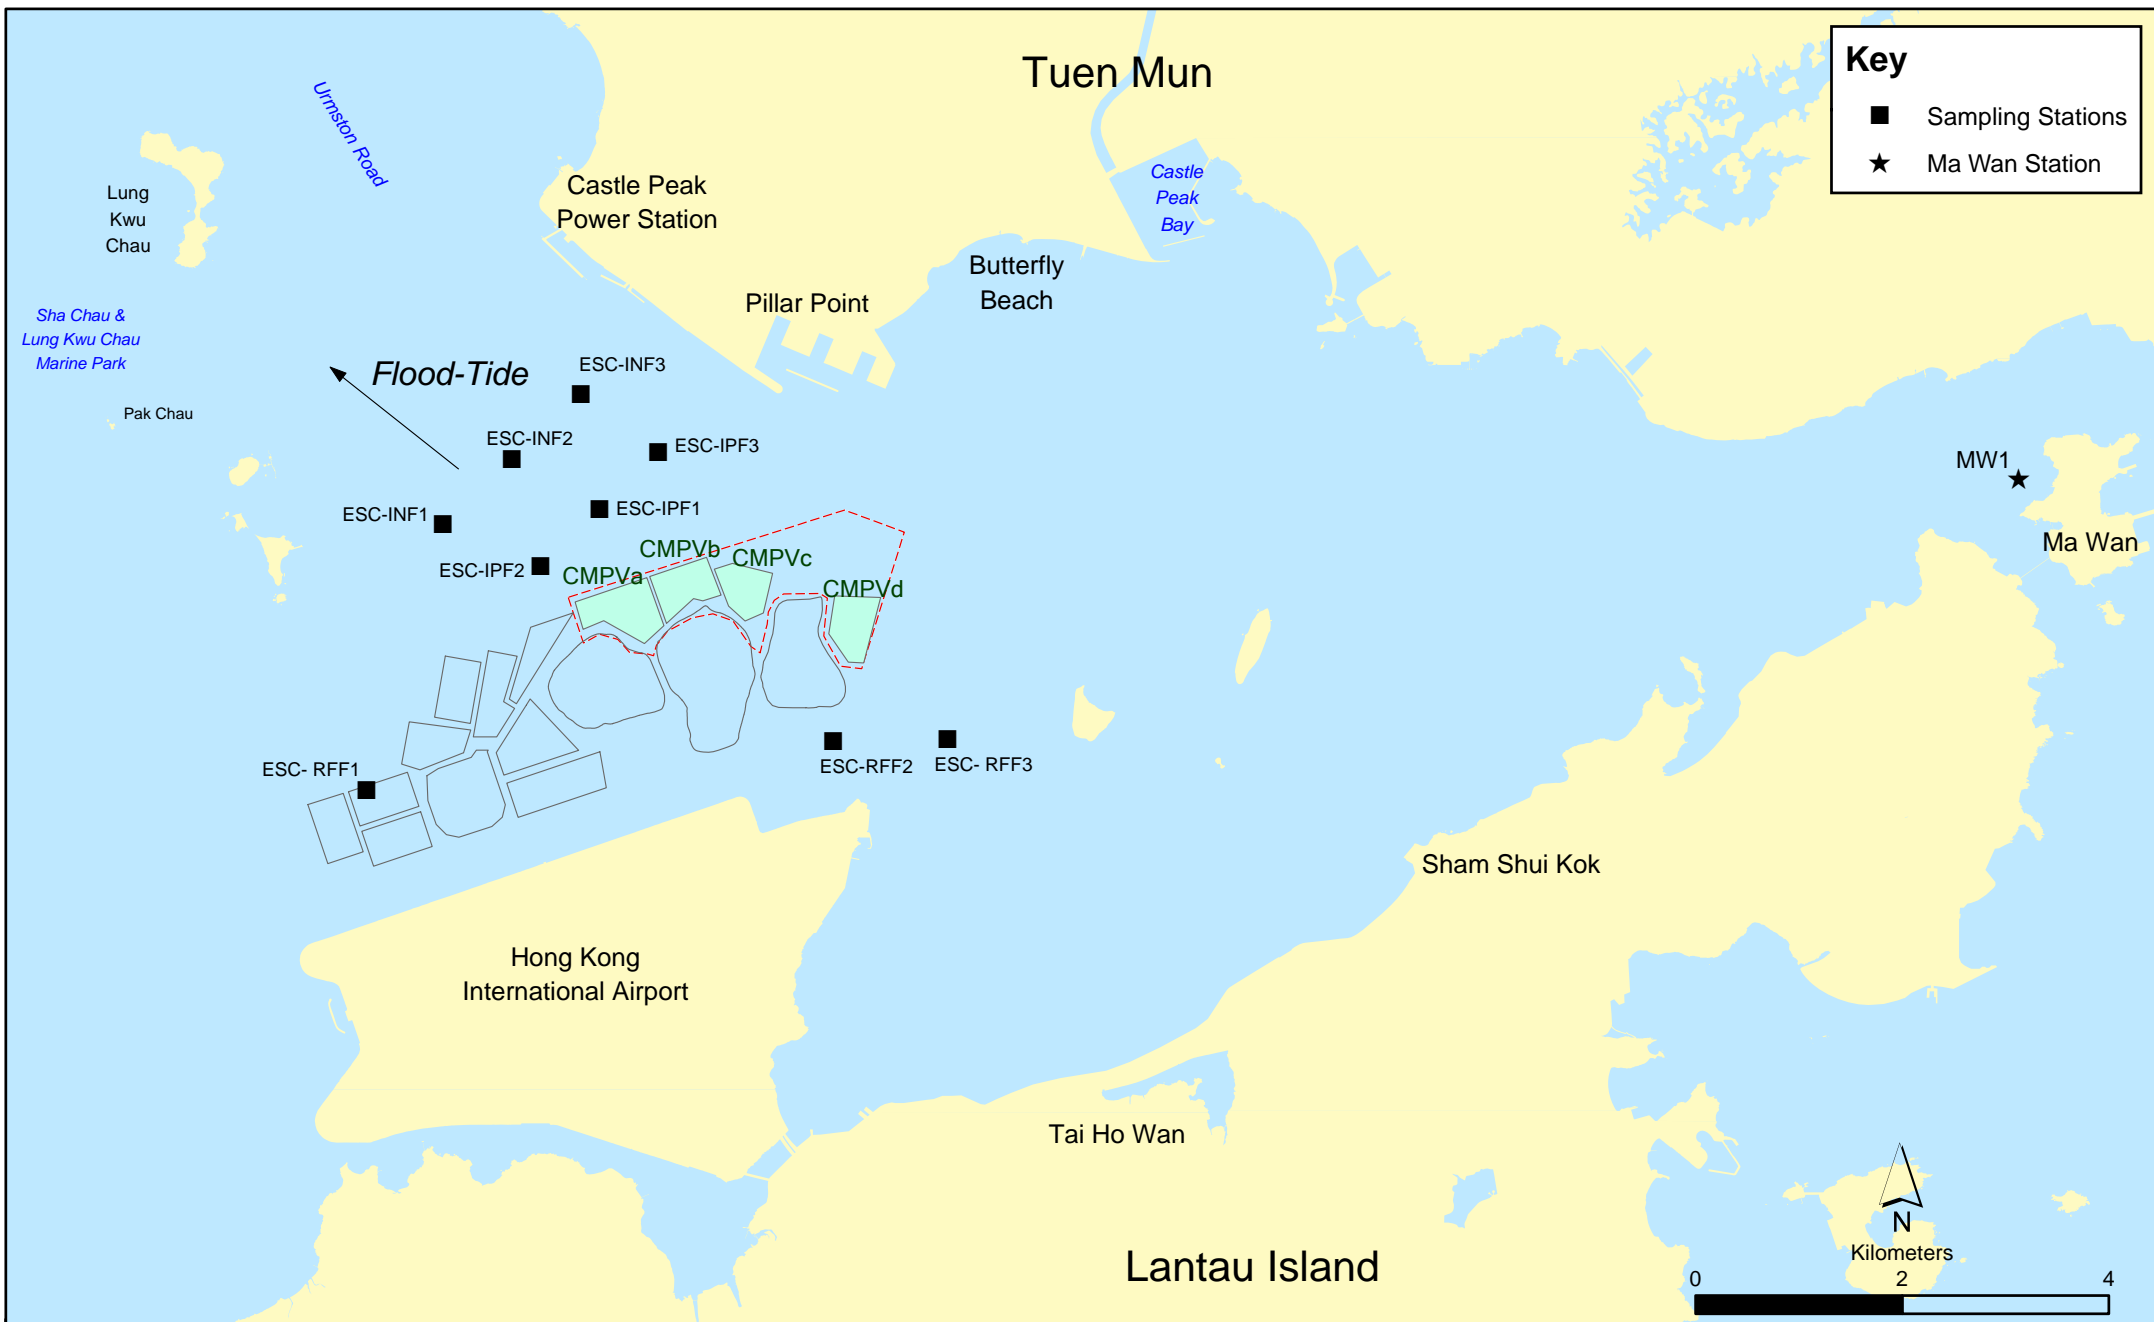 Tuen Mun
Key
Sampling Stations
Ma Wan Station
Urmston Road
Castle
Peak
Bay
Lung
Kwu
Chau
Castle Peak
Power Station
Butterfly
Beach
Pillar Point
Sha Chau &
Lung Kwu Chau
Marine Park
Flood-Tide
ESC-INF3
Pak Chau
ESC-INF2
ESC-IPF3
MW1
ESC-INF1
ESC-IPF1
Ma Wan
CMPVb
CMPVc
ESC-IPF2
CMPVa
CMPVd
ESC- RFF1
ESC-RFF2
ESC- RFF3
Sham Shui Kok
Hong Kong
International Airport
Tai Ho Wan
N
Kilometers
Lantau Island
0 2 4